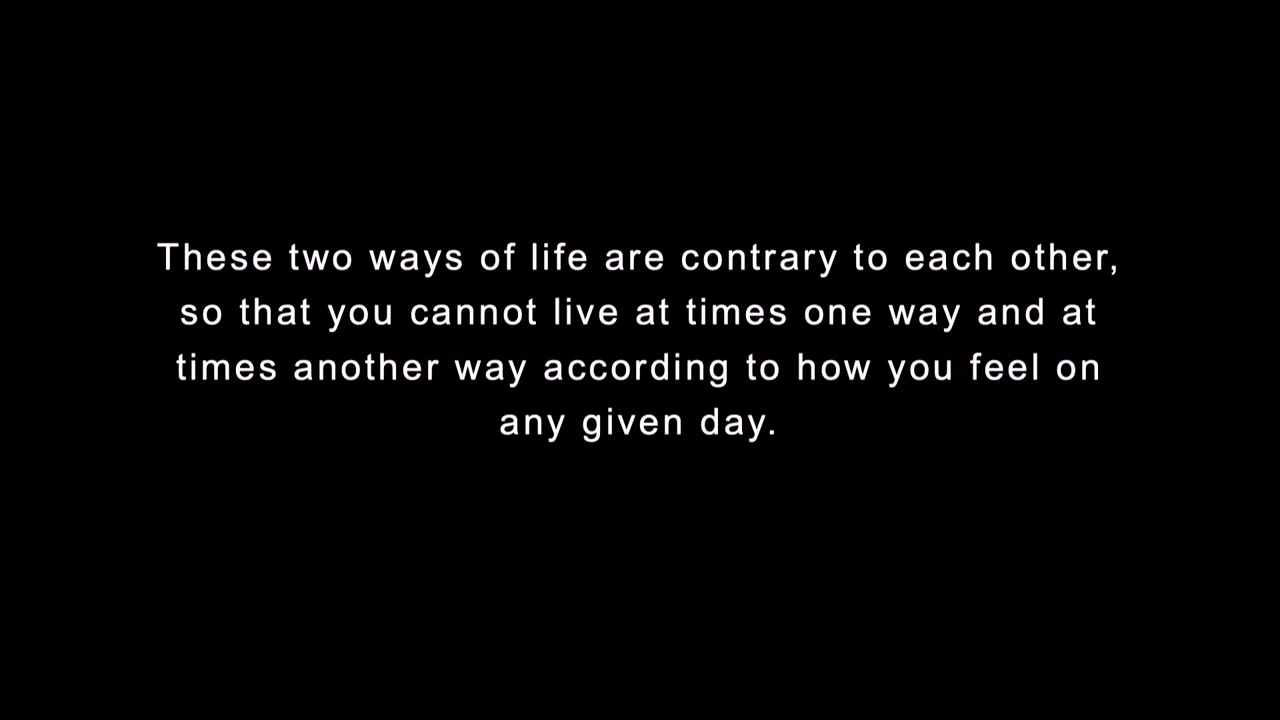 These two ways of life are contrary to each other,
so that you cannot live at times one way and at
times another way according to how you feel on
any given day.